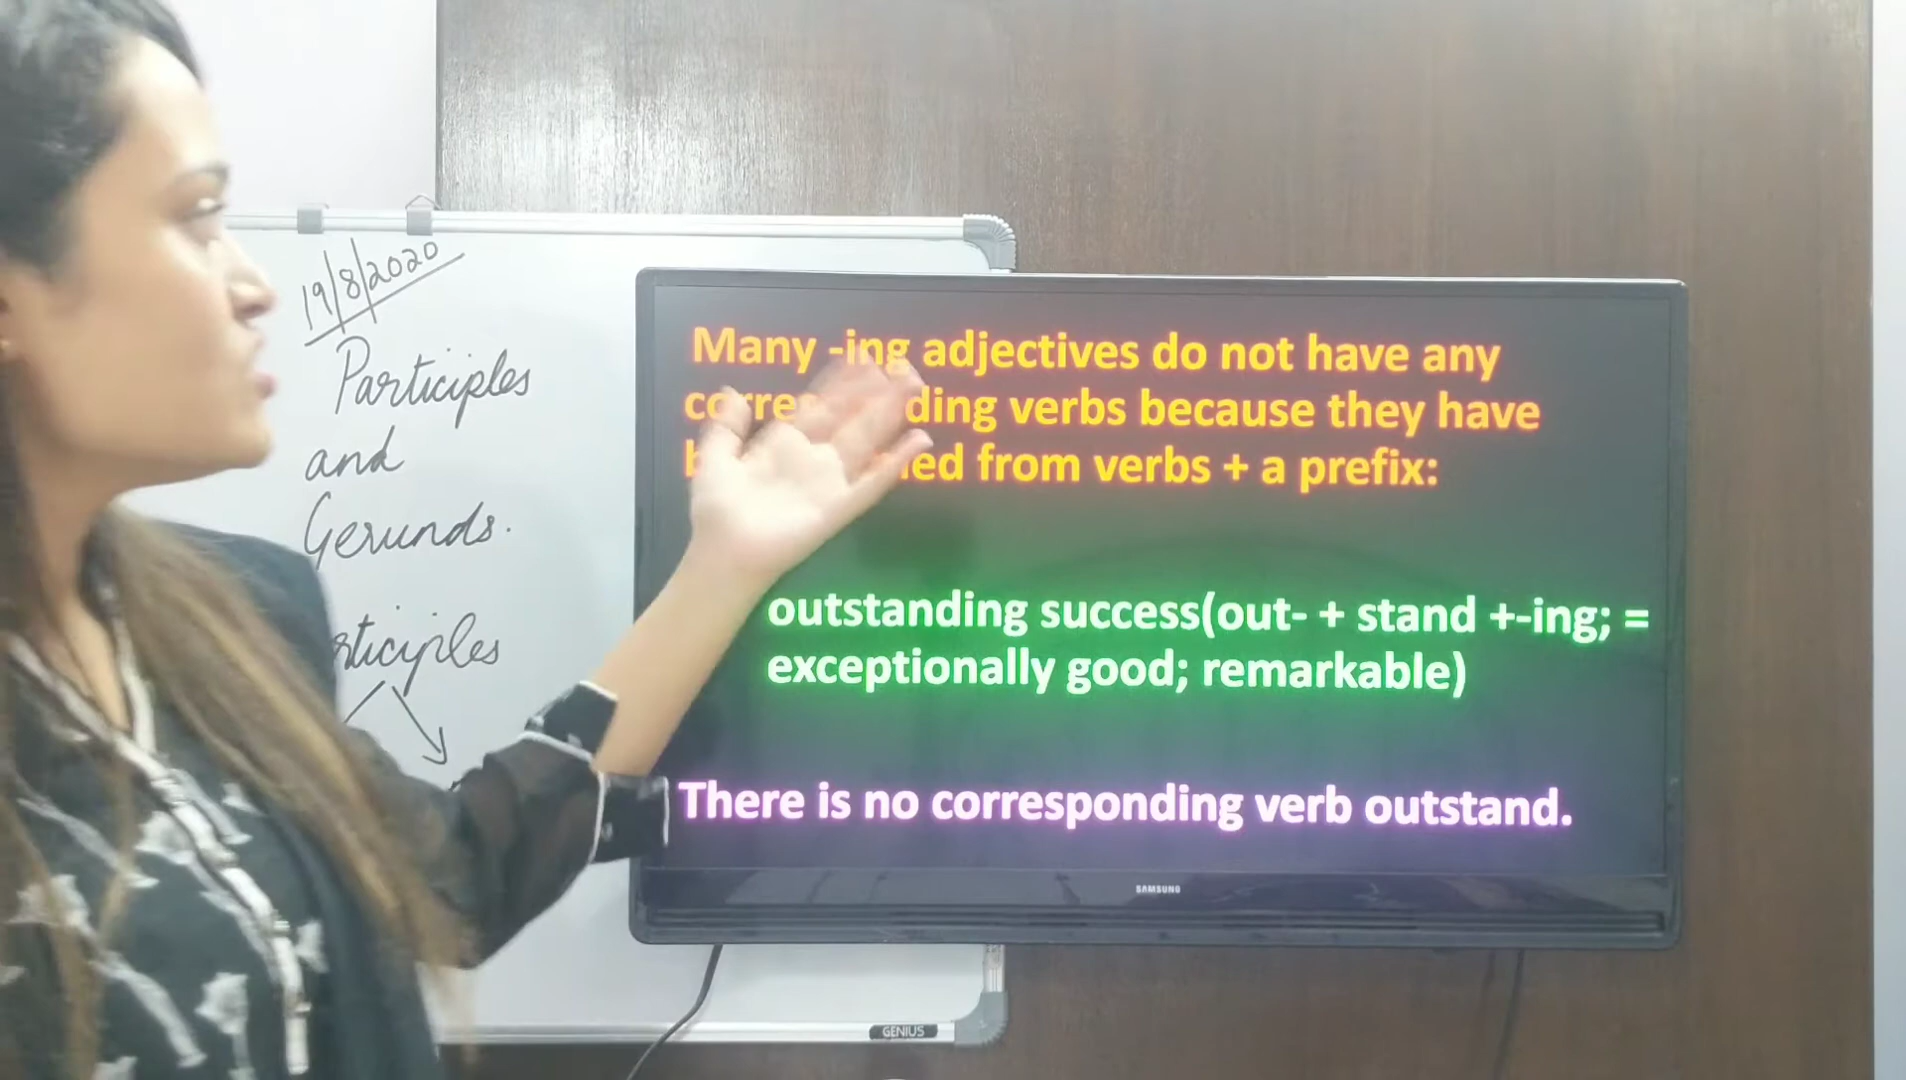 19/8/2020
Participles
and
Gerunds.
rticiples
Many -ing adjectives do not have any
ding verbs because they have
from verbs + a prefix:
outstanding success(out- + stand +-ing; =
exceptionally good; remarkable)
There is no corresponding verb outstand.
SAMSUNG
GENIUS